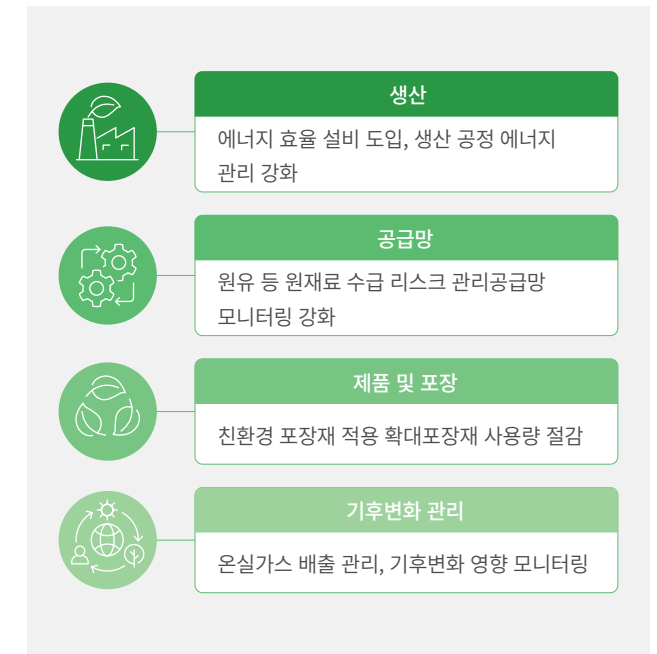 생산
에너지 효율 설비 도입, 생산 공정 에너지
관리 강화
공급망
원유 등 원재료 수급 리스크 관리공급망
모니터링 강화
제품 및 포장
친환경 포장재 적용 확대포장재 사용량 절감
기후변화 관리
온실가스 배출 관리, 기후변화 영향 모니터링